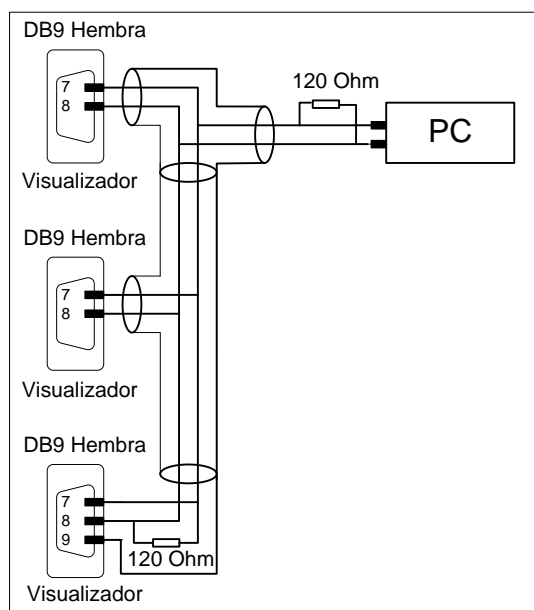 DB9 Hembra
7
8
Visualizador
120 Ohm
PC
DB9 Hembra
7
8
Visualizador
DB9 Hembra
7
8
9
120 Ohm
Visualizador